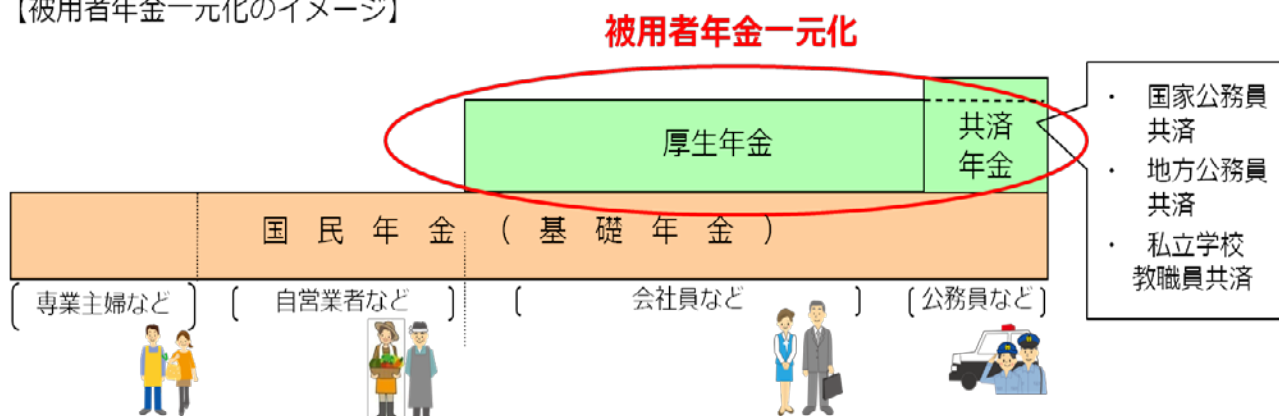 【被用者年金一元化のイメージ】
被用者年金一元化
厚生年金
共済
年金
・ 国家公務員
共済
・ 地方公務員
共済
・ 私立学校
教職員共済
国民年金（基礎年金）
〔専業主婦など〕
〔自営業者など〕
〔会社員など〕
〔公務員など〕